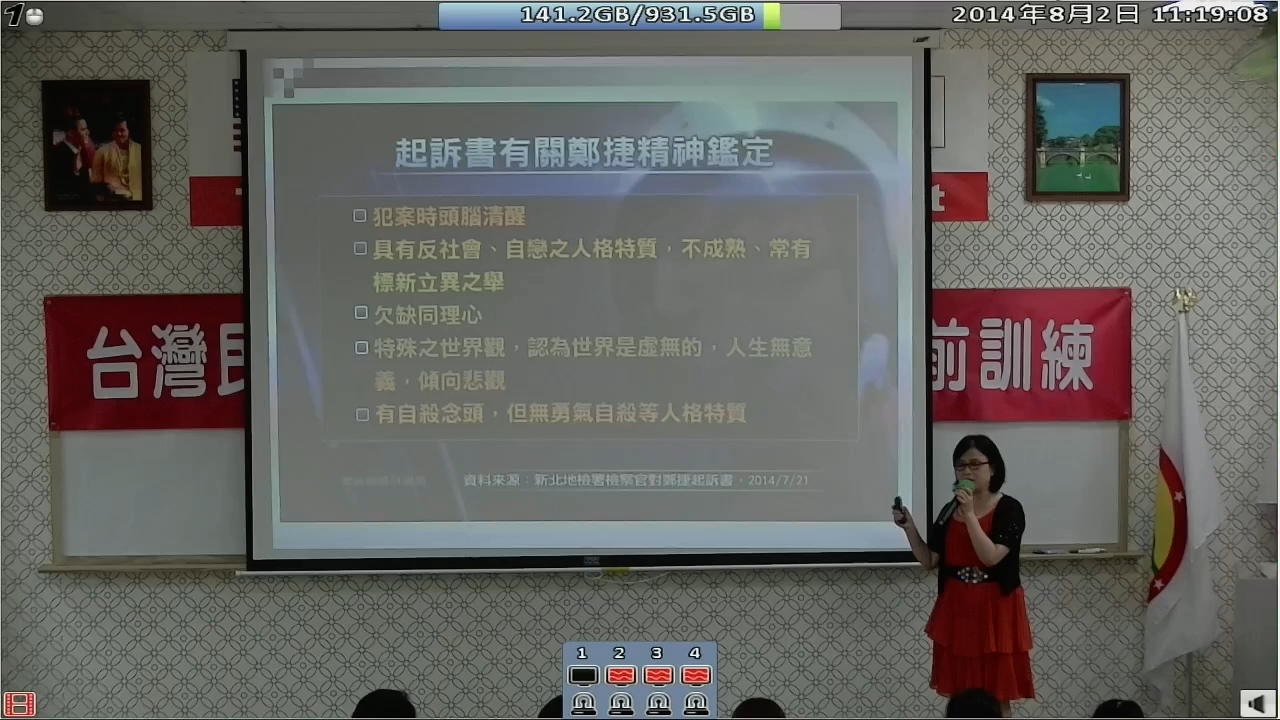 1
141.2GB/931.5GB
2014年8月2日 11:19:08
起訴書有關鄭捷精神鑑定
犯案時頭腦清醒
具有反社會、自戀之人格特質，不成熟、常有
標新立異之舉
欠缺同理心
特殊之世界觀，認為世界是虛無的，人生無意
義，傾向悲觀
有自殺念頭，但無勇氣自殺等人格特質
資料來源：新北地檢署檢察官對鄭捷起訴書，2014/7/21
t
台灣民
前訓練
1 2 3 4